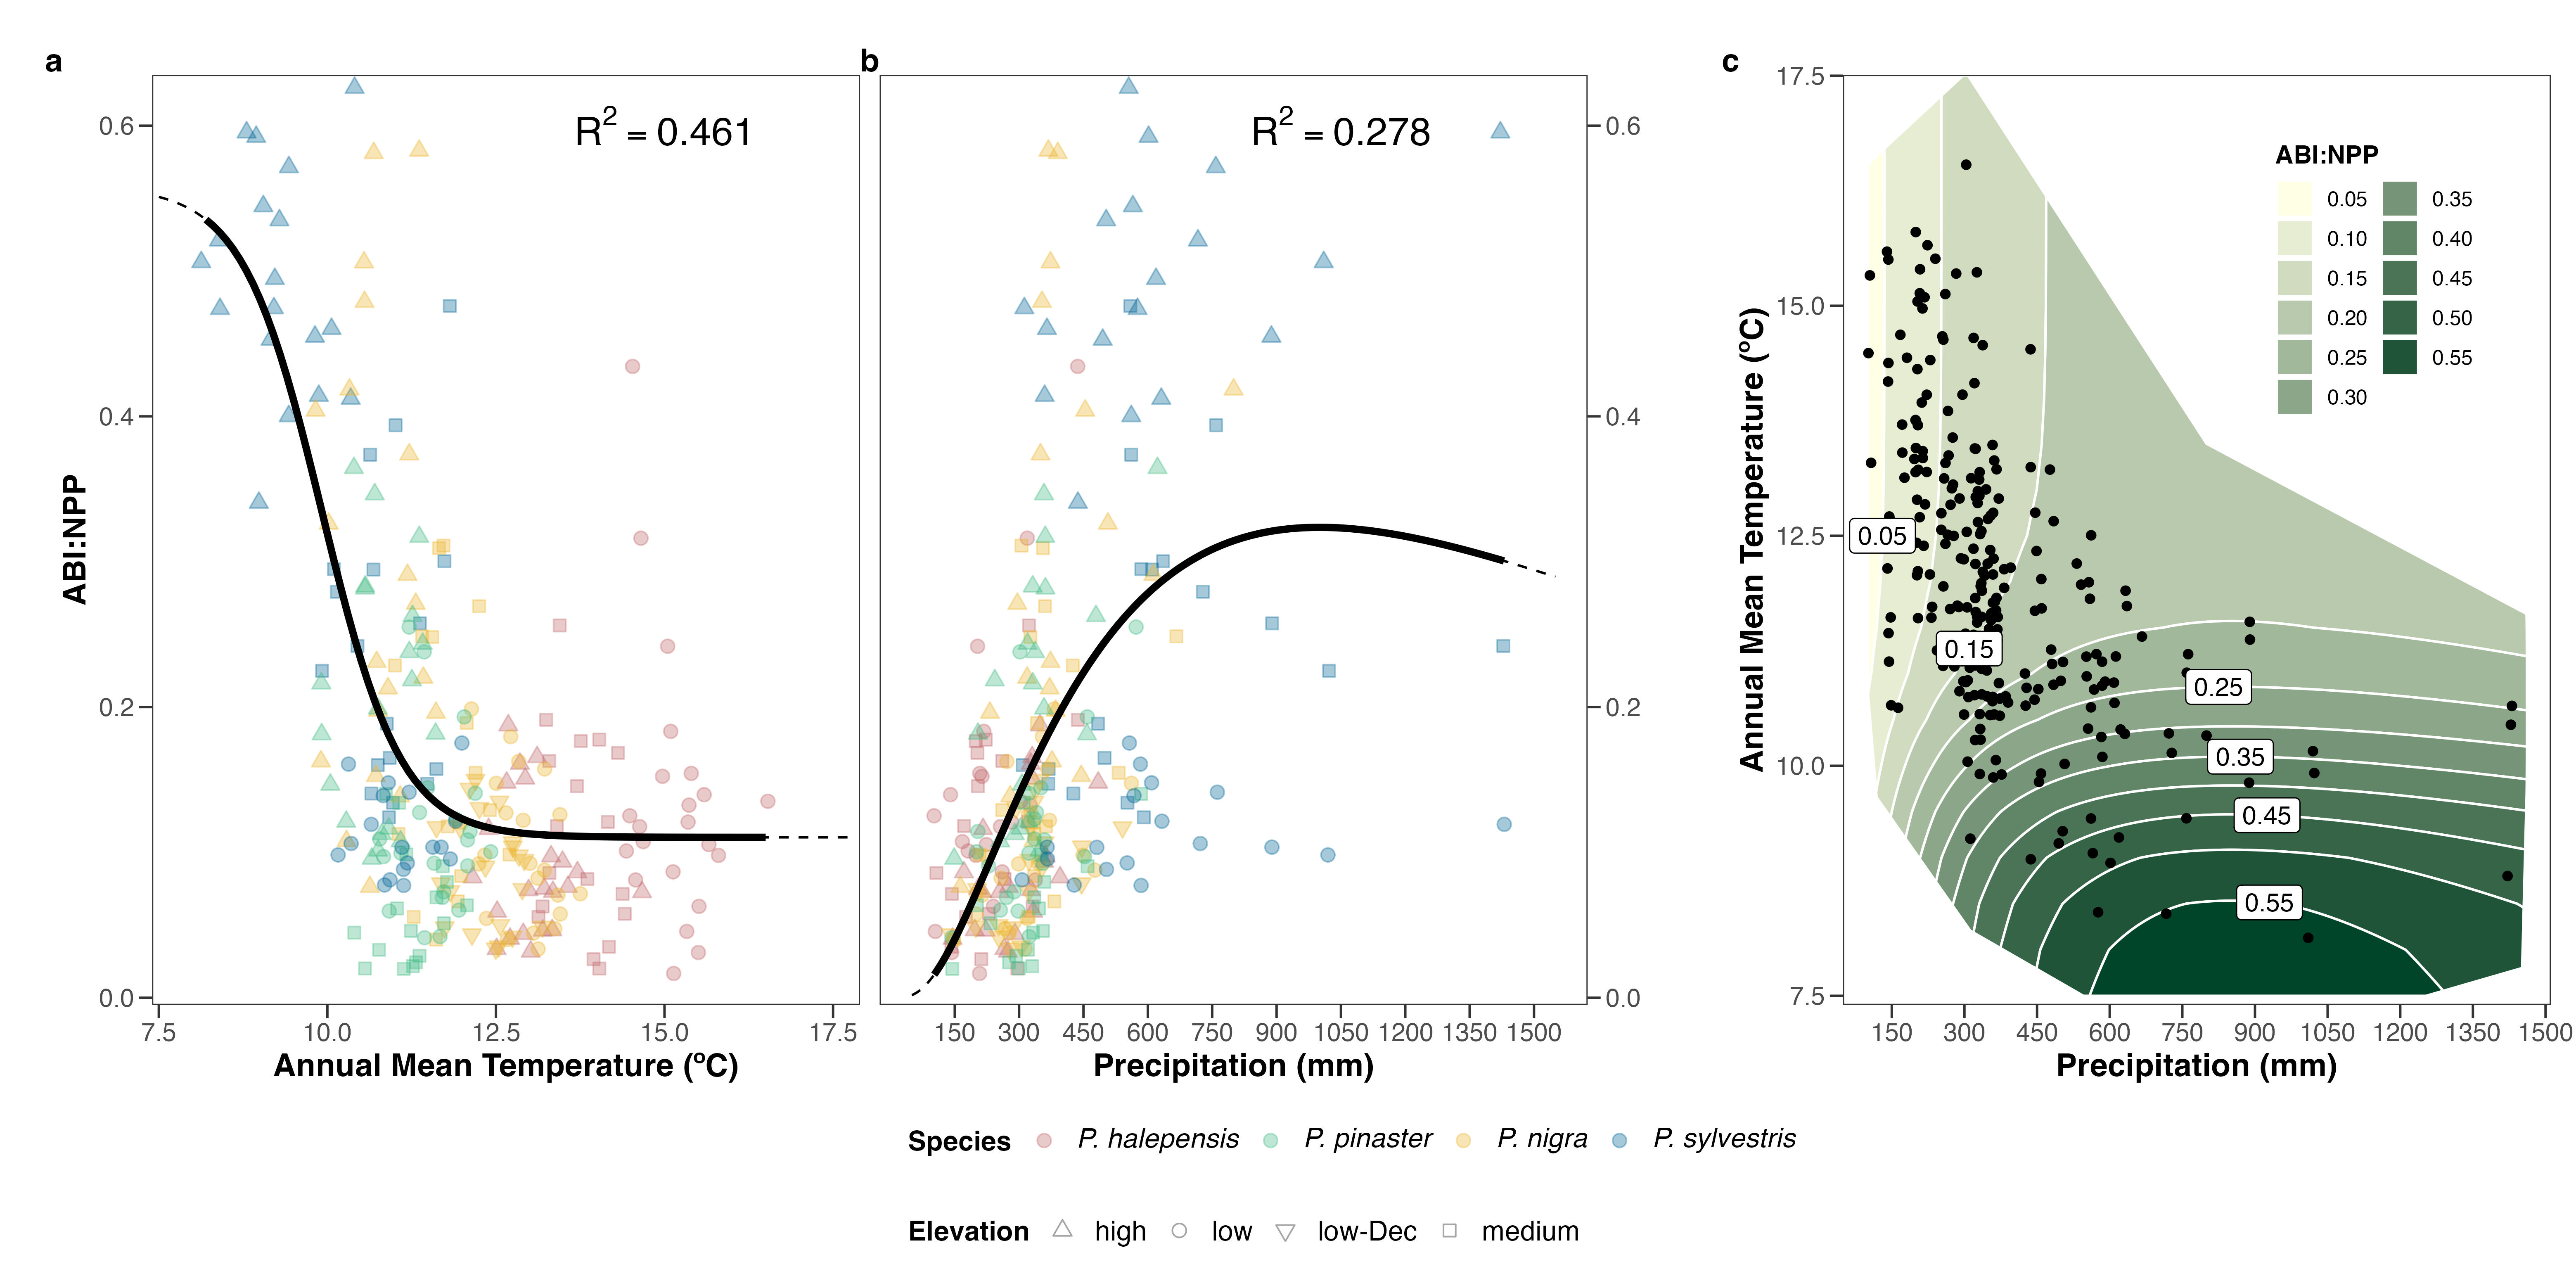 a
R² = 0.461
0.6
0.4
0.2
0.0
ABI:NPP
7.5 10.0 12.5 15.0 17.5
Annual Mean Temperature (ºC)
b
R² = 0.278
0.6
0.4
0.2
0.0
150 300 450 600 750 900 1050 1200 1350 1500
Precipitation (mm)
c
17.5
15.0
12.5
10.0
7.5
Annual Mean Temperature (ºC)
ABI:NPP
0.05 0.35
0.10 0.40
0.15 0.45
0.20 0.50
0.25 0.55
0.30
0.05
0.15
0.25
0.35
0.45
0.55
150 300 450 600 750 900 1050 1200 1350 1500
Precipitation (mm)
Species P. halepensis P. pinaster P. nigra P. sylvestris
Elevation high low low-Dec medium